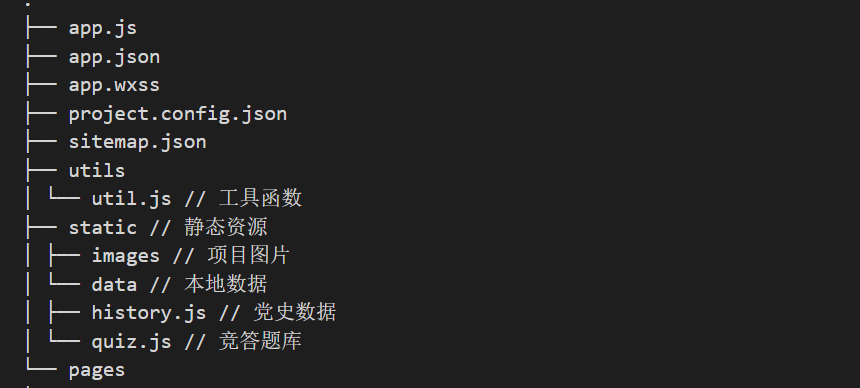 .
├── app.js
├── app.json
├── app.wxss
├── project.config.json
├── sitemap.json
├── utils
│ └── util.js // 工具函数
├── static // 静态资源
│ ├── images // 项目图片
│ └── data // 本地数据
│ ├── history.js // 党史数据
│ └── quiz.js // 竞答题库
└── pages